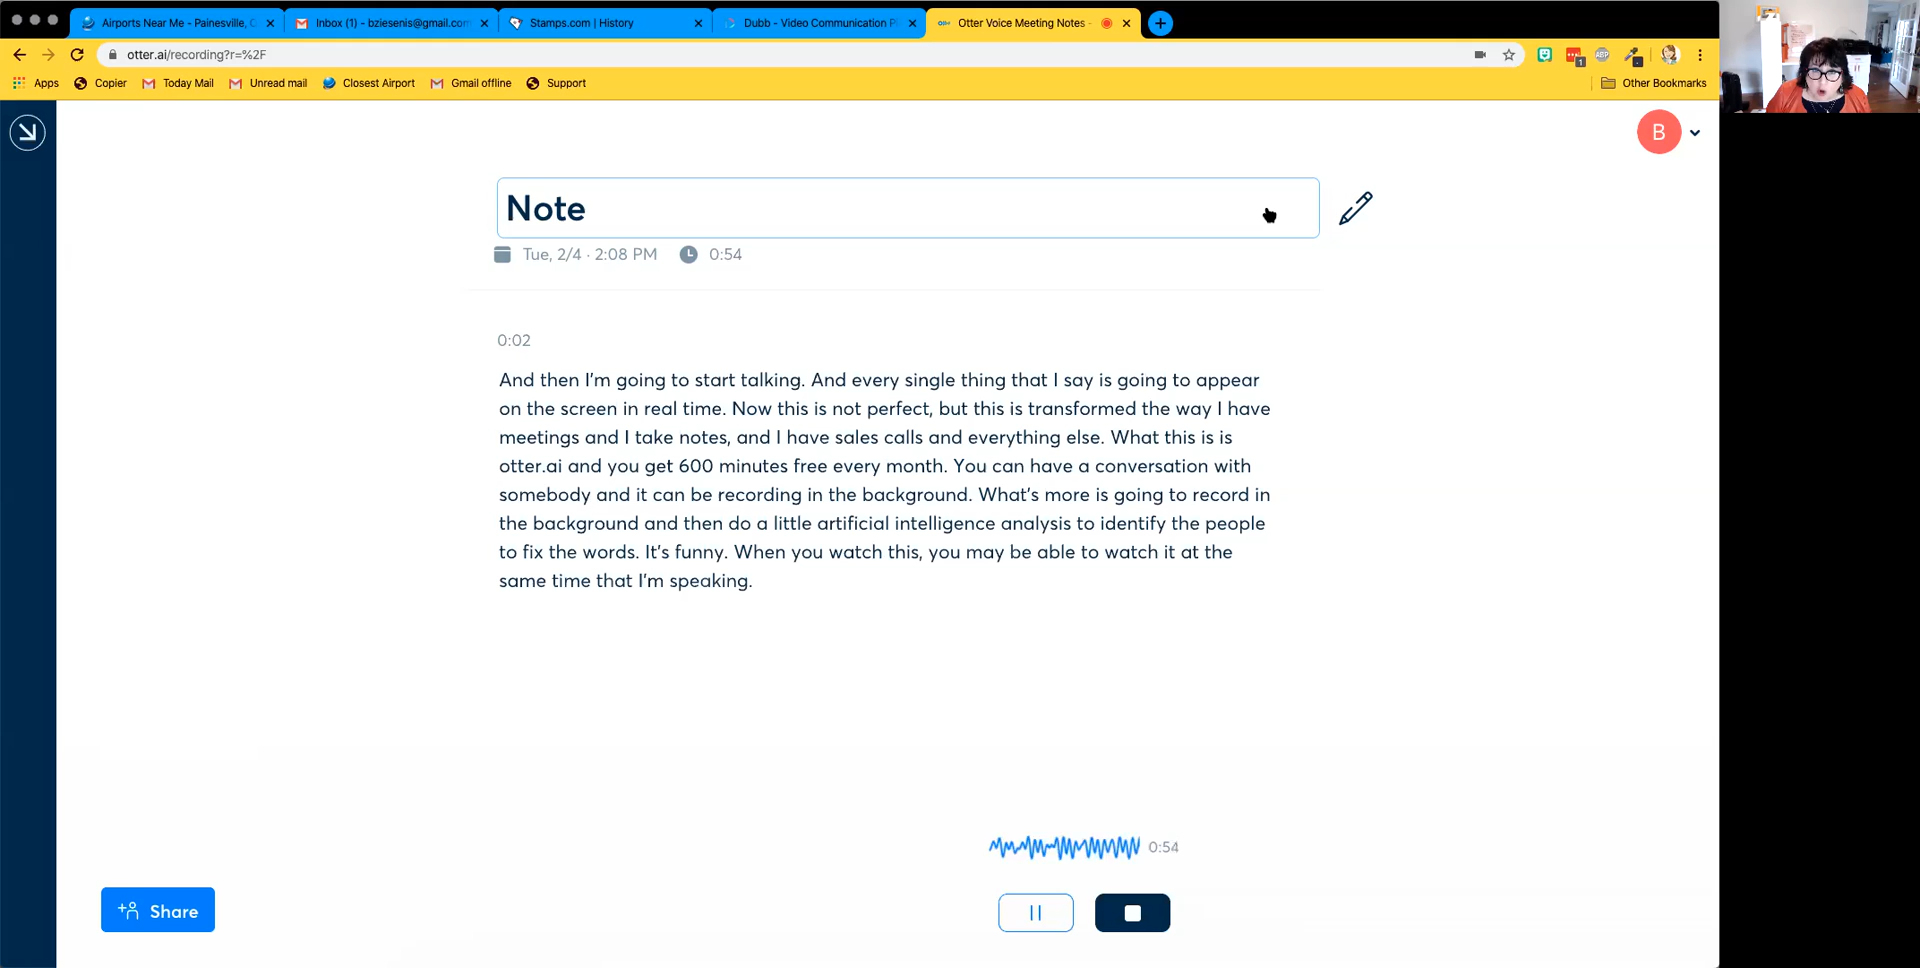 Airports Near Me - Painesville, O
Inbox (1) - bziesenis@gmail.com
Stamps.com | History
Dubb - Video Communication Pl
Otter Voice Meeting Notes -
otter.ai/recording?r=%2F
1
ABP
Apps
Copier
Today Mail
Unread mail
Closest Airport
Gmail offline
Support
Other Bookmarks
B
Note
Tue, 2/4 · 2:08 PM
0:54
0:02
And then I'm going to start talking. And every single thing that I say is going to appear
on the screen in real time. Now this is not perfect, but this is transformed the way I have
meetings and I take notes, and I have sales calls and everything else. What this is is
otter.ai and you get 600 minutes free every month. You can have a conversation with
somebody and it can be recording in the background. What's more is going to record in
the background and then do a little artificial intelligence analysis to identify the people
to fix the words. It's funny. When you watch this, you may be able to watch it at the
same time that I'm speaking.
0:54
Share